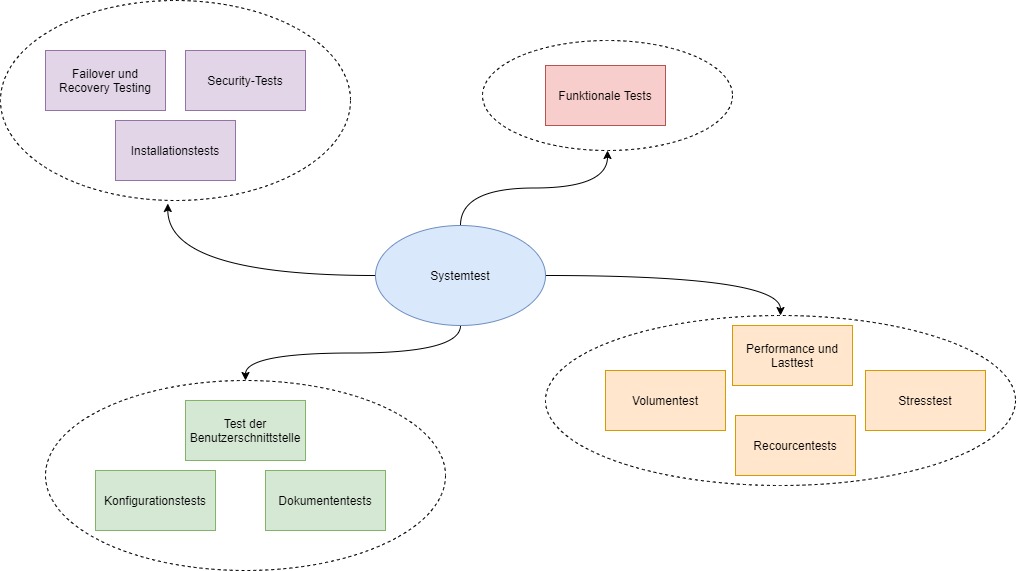 Failover und
Recovery Testing
Security-Tests
Installationstests
Funktionale Tests
Systemtest
Performance und
Lasttest
Volumentest
Stresstest
Recourcentests
Test der
Benutzerschnittstelle
Konfigurationstests
Dokumententests